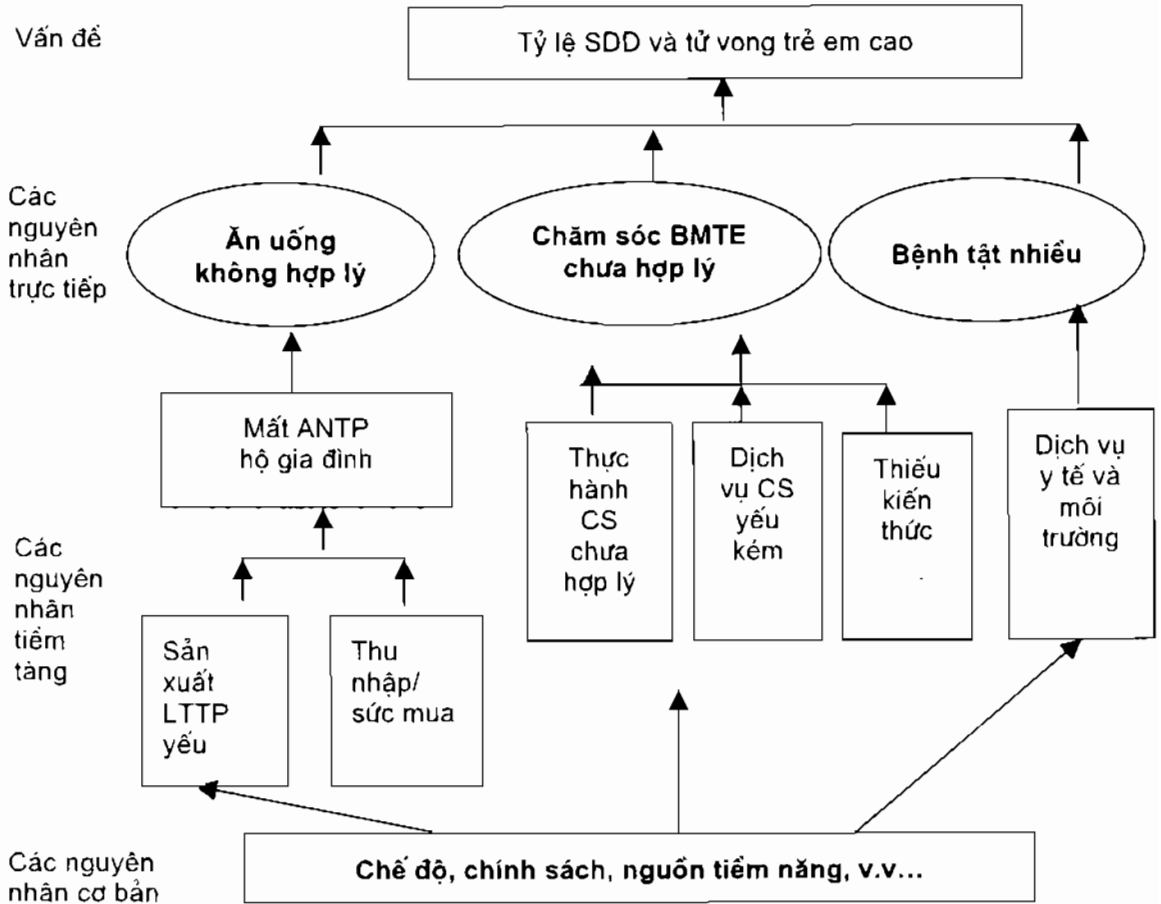 Vấn đề
Tỷ lệ SDD và tử vong trẻ em cao
Các
nguyên
nhân
trực tiếp
Ăn uống
không hợp lý
Chăm sóc BMTE
chưa hợp lý
Bệnh tật nhiều
Mất ANTP
hộ gia đình
Thực
hành
CS
chưa
hợp lý
Dịch
vụ CS
yếu
kém
Thiếu
kiến
thức
Dịch vụ
y tế và
môi
trường
Các
nguyên
nhân
tiềm
tàng
Sản
xuất
LTTP
yếu
Thu
nhập/
sức mua
Các nguyên
nhân cơ bản
Chế độ, chính sách, nguồn tiềm năng, v.v...